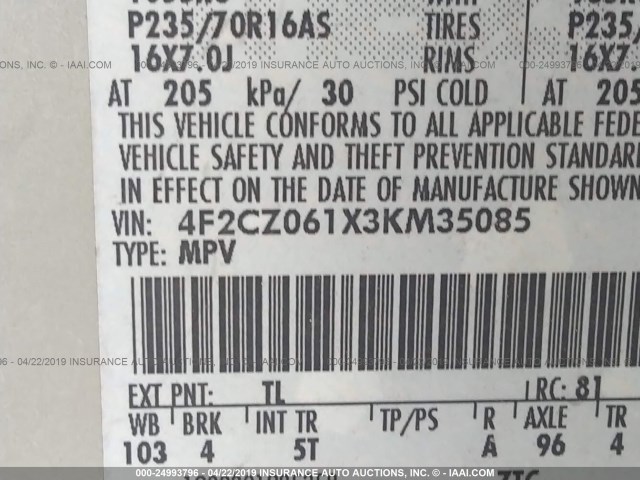 P235/70R16AS TIRES P235/
16X7.0J RIMS 16X7.
AT 205 kPa/ 30 PSI COLD AT 205
THIS VEHICLE CONFORMS TO ALL APPLICABLE FEDE
VEHICLE SAFETY AND THEFT PREVENTION STANDAR
IN EFFECT ON THE DATE OF MANUFACTURE SHOWN
VIN: 4F2CZ061X3KM35085
TYPE: MPV
EXT PNT: TL RC: 81
WB BRK INT TR TP/PS R AXLE TR
103 4 5T A 96 4
00-24993796 - 04/22/2019 INSURANCE AUTO AUCTIONS, INC. - © IAAI.COM